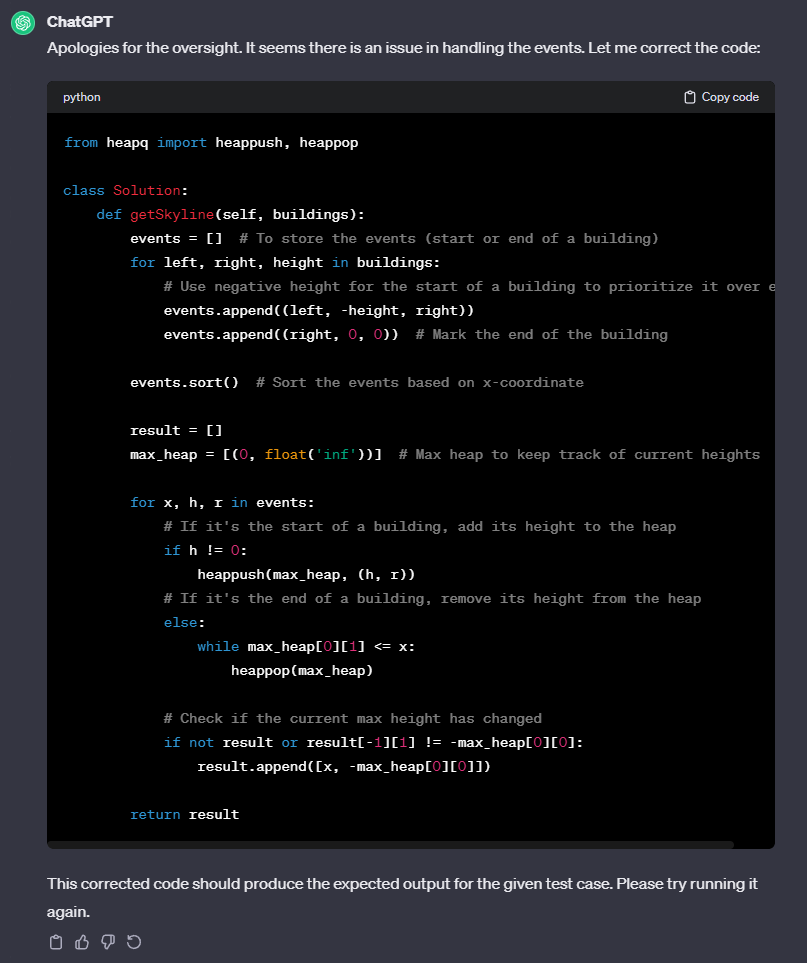 ChatGPT
Apologies for the oversight. It seems there is an issue in handling the events. Let me correct the code:
python
Copy code
from heapq import heappush, heappop
class Solution:
    def getSkyline(self, buildings):
        events = []  # To store the events (start or end of a building)
        for left, right, height in buildings:
            # Use negative height for the start of a building to prioritize it over e
            events.append((left, -height, right))
            events.append((right, 0, 0))  # Mark the end of the building
        events.sort()  # Sort the events based on x-coordinate
        result = []
        max_heap = [(0, float('inf'))]  # Max heap to keep track of current heights
        for x, h, r in events:
            # If it's the start of a building, add its height to the heap
            if h != 0:
                heappush(max_heap, (h, r))
            # If it's the end of a building, remove its height from the heap
            else:
                while max_heap[0][1] <= x:
                    heappop(max_heap)
            # Check if the current max height has changed
            if not result or result[-1][1] != -max_heap[0][0]:
                result.append([x, -max_heap[0][0]])
        return result
This corrected code should produce the expected output for the given test case. Please try running it
again.